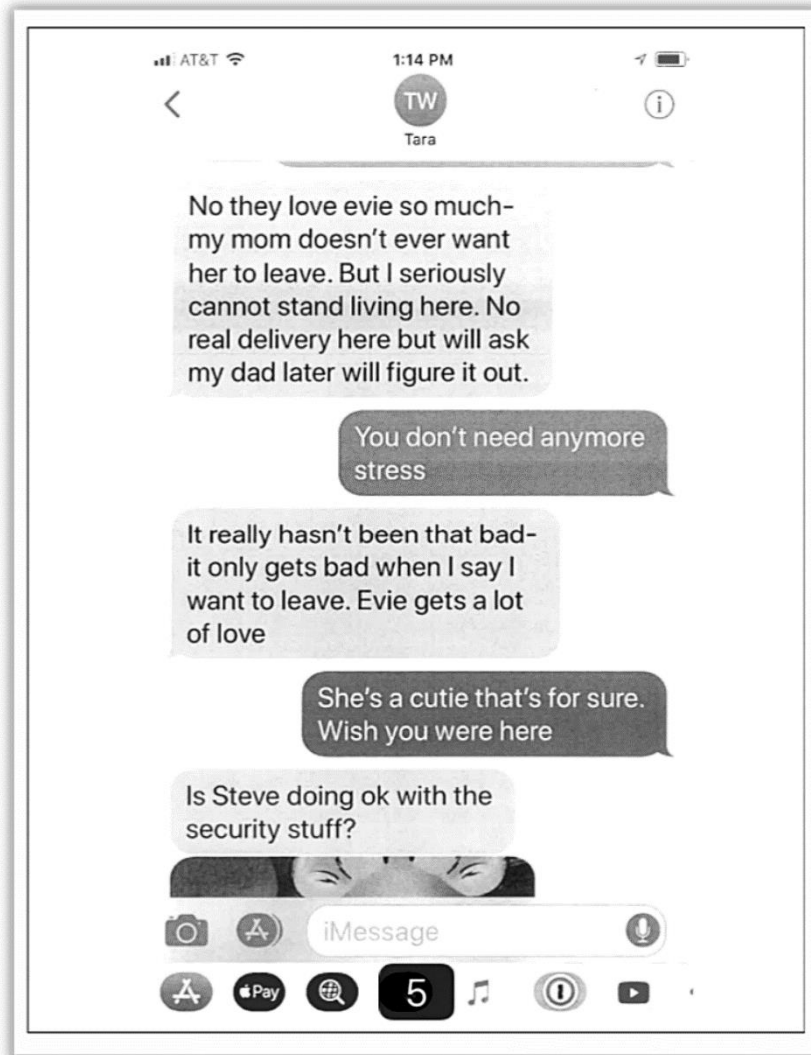 AT&T
1:14 PM
TW
Tara
No they love evie so much-
my mom doesn't ever want
her to leave. But I seriously
cannot stand living here. No
real delivery here but will ask
my dad later will figure it out.
You don't need anymore
stress
It really hasn't been that bad-
it only gets bad when I say I
want to leave. Evie gets a lot
of love
She's a cutie that's for sure.
Wish you were here
Is Steve doing ok with the
security stuff?
iMessage
Pay
5